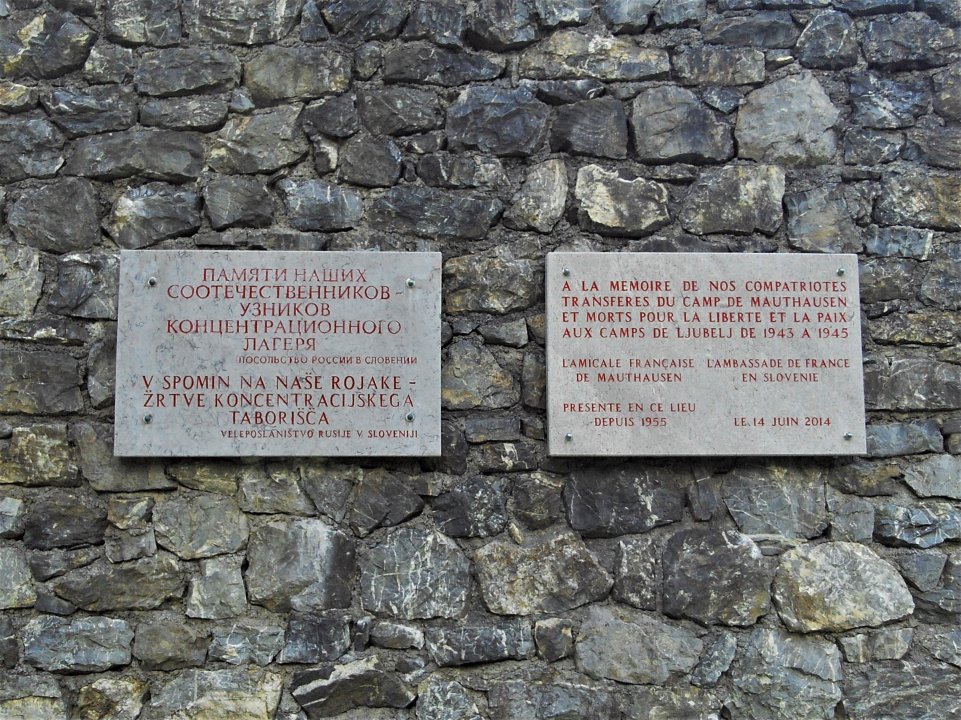 ПАМЯТИ НАШИХ
СООТЕЧЕСТВЕННИКОВ -
УЗНИКОВ
КОНЦЕНТРАЦИОННОГО
ЛАГЕРЯ
ПОСОЛЬСТВО РОССИИ В СЛОВЕНИИ
V SPOMIN NA NAŠE ROJAKE -
ŽRTVE KONCENTRACIJSKEGA
TABORIŠČA
VELEPOSLANIŠTVO RUSIJE V SLOVENIJI
A LA MEMOIRE DE NOS COMPATRIOTES
TRANSFERES DU CAMP DE MAUTHAUSEN
ET MORTS POUR LA LIBERTE ET LA PAIX
AUX CAMPS DE LJUBELJ DE 1943 A 1945
L'AMICALE FRANÇAISE
DE MAUTHAUSEN
L'AMBASSADE DE FRANCE
EN SLOVENIE
PRESENTE EN CE LIEU
DEPUIS 1955
LE 14 JUIN 2014